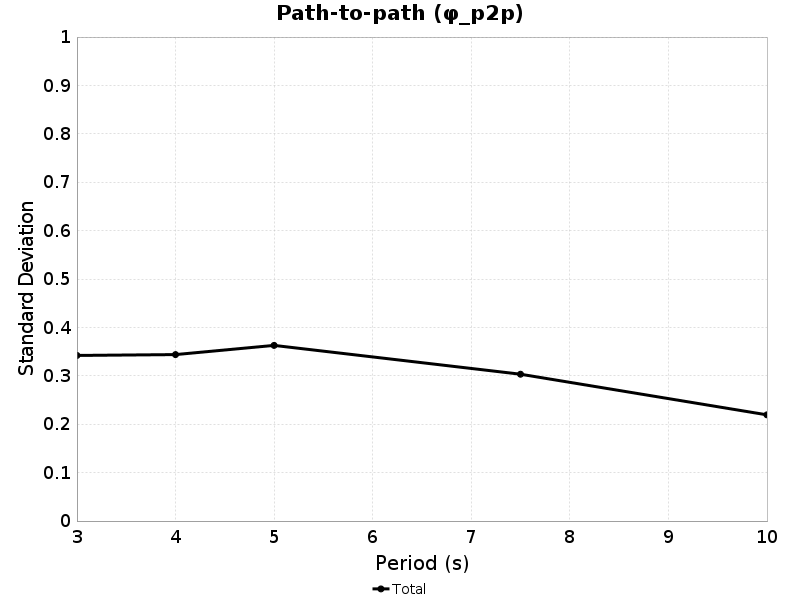 Path-to-path (φ_p2p)
1
0.9
0.8
0.7
0.6
0.5
0.4
0.3
0.2
0.1
0
Standard Deviation
3 4 5 6 7 8 9 10
Period (s)
Total